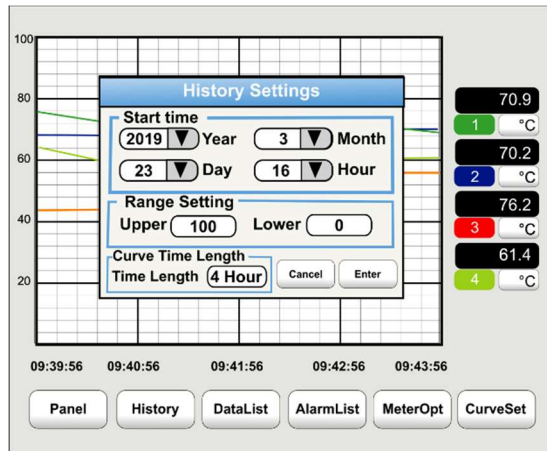 100
80
60
40
20
History Settings
Start time
2019 Year 3 Month
23 Day 16 Hour
Range Setting
Upper 100 Lower 0
Curve Time Length
Time Length 4 Hour Cancel Enter
70.9
1 °C
70.2
2 °C
76.2
3 °C
61.4
4 °C
09:39:56 09:40:56 09:41:56 09:42:56 09:43:56
Panel History DataList AlarmList MeterOpt CurveSet